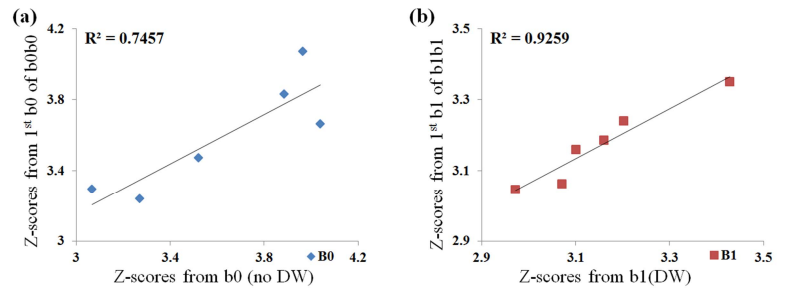 (a)
R² = 0.7457
Z-scores from 1st b0 of b0b0
4.2
3.8
3.4
3
3
3.4
3.8
4.2
B0
Z-scores from b0 (no DW)
(b)
R² = 0.9259
Z-scores from 1st b1 of b1b1
3.5
3.3
3.1
2.9
2.9
3.1
3.3
3.5
B1
Z-scores from b1(DW)